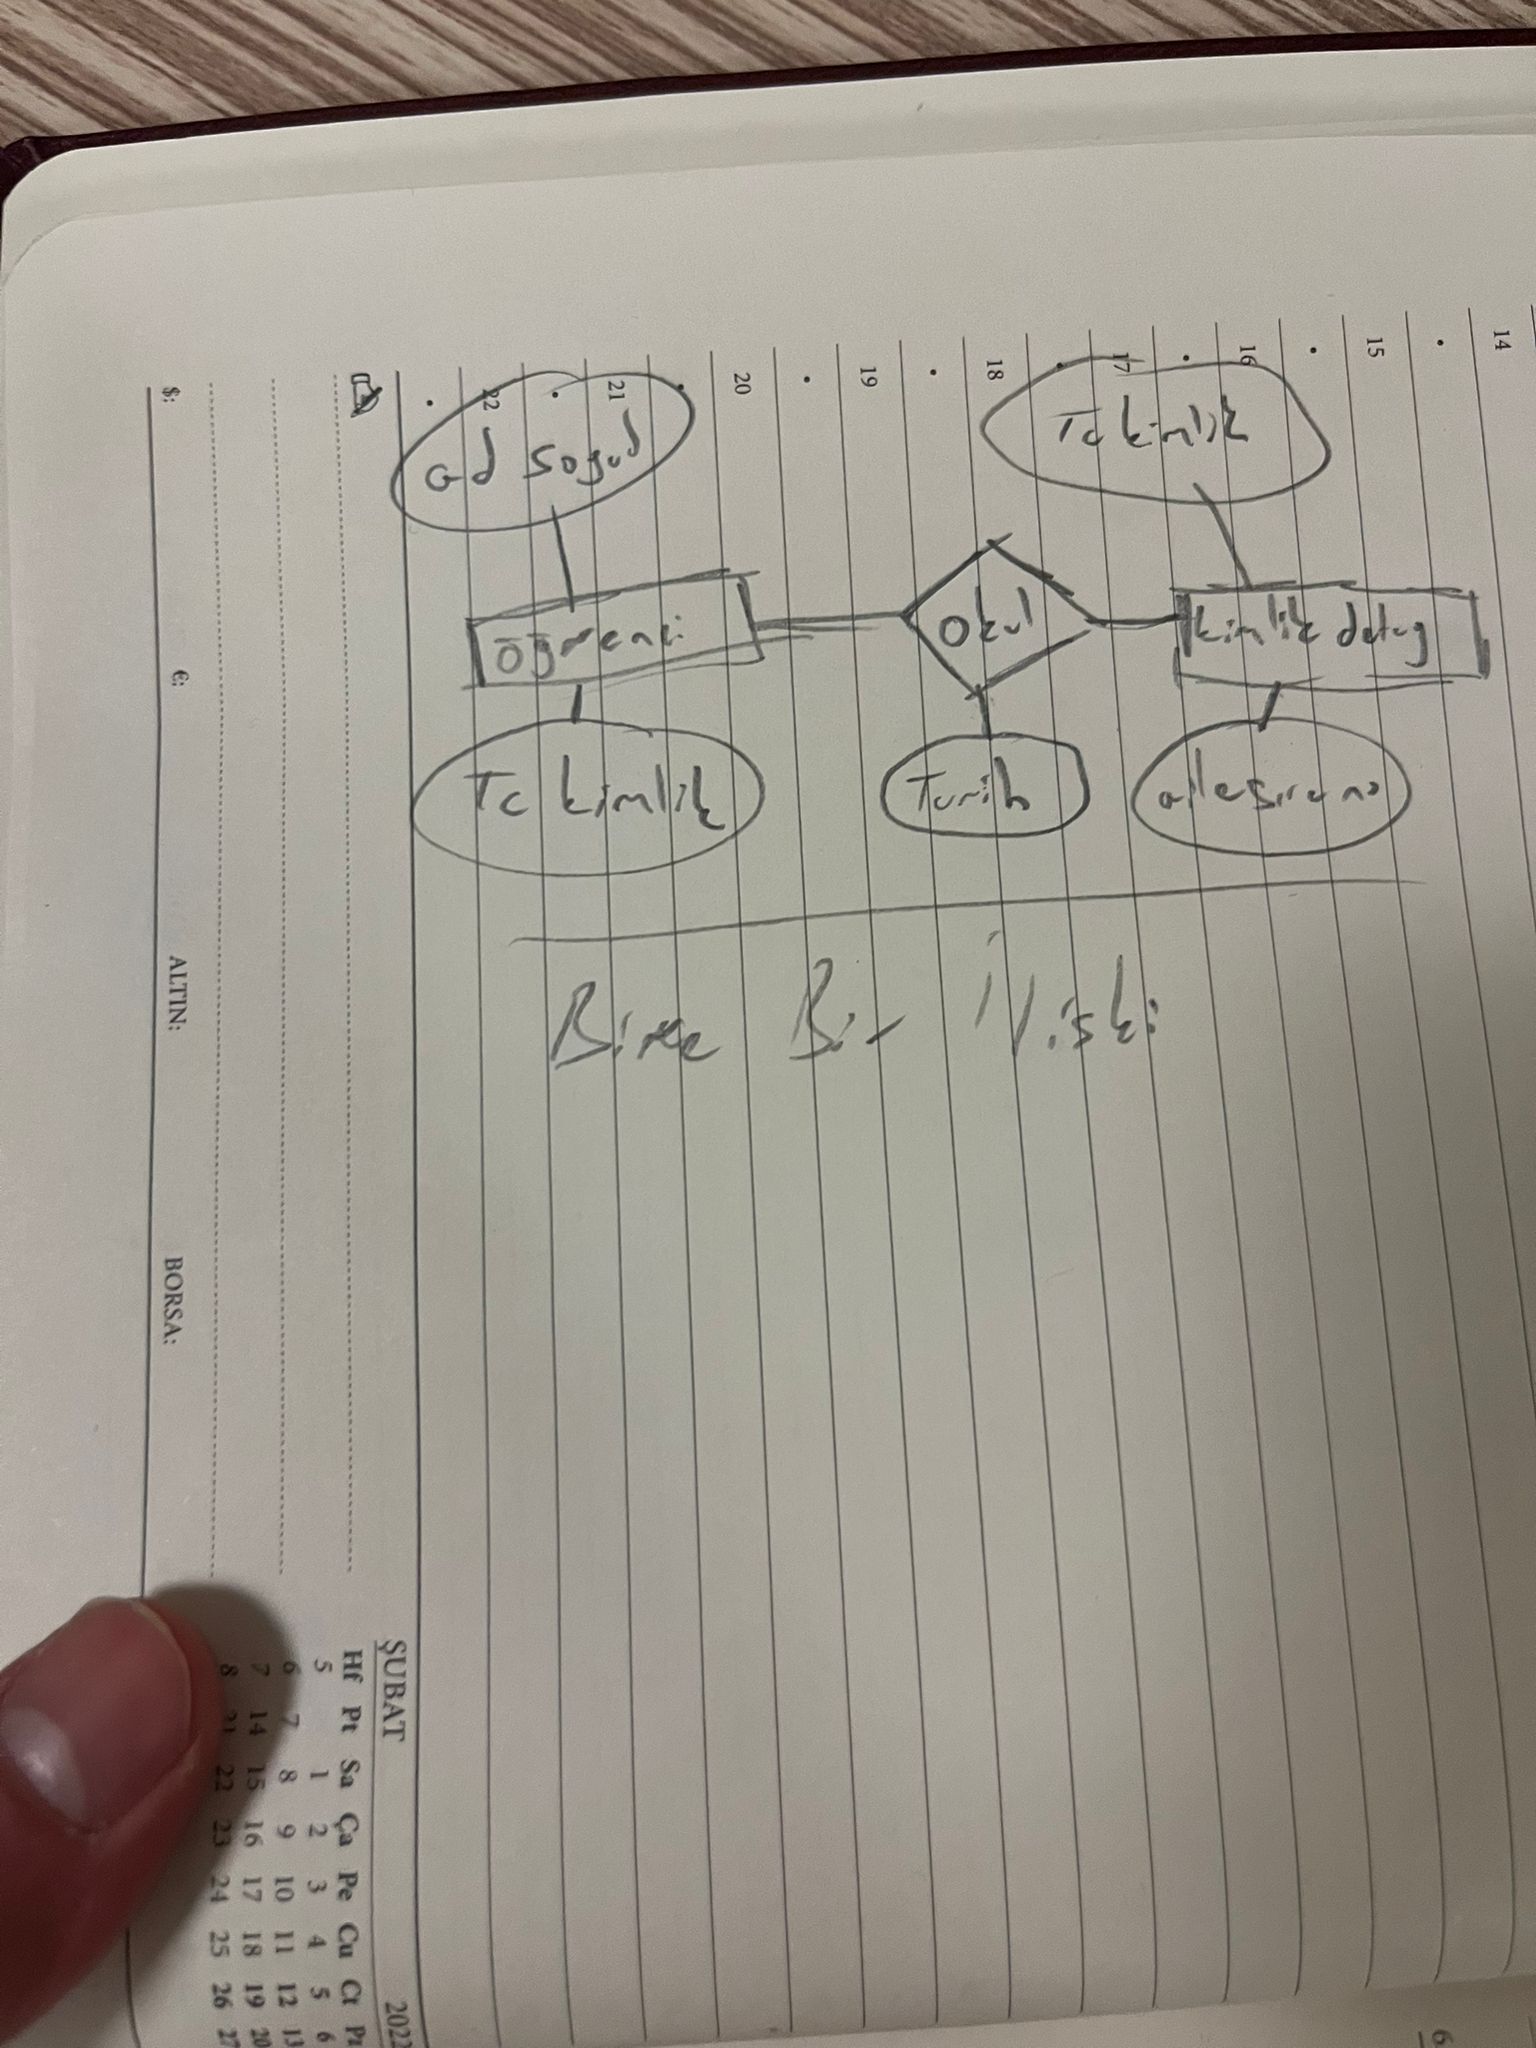 ad soyad
Tc kimlik
öğrenci
Okul
kimlik detay
Tc kimlik
Tarih
aile sıra no
Bire Bir İlişki
14
15
16
17
18
19
20
21
22
$:
€:
ALTIN:
BORSA:
ŞUBAT 2022
Hf Pt Sa Ça Pe Cu Ct Pz
5 1 2 3 4 5 6
6 7 8 9 10 11 12 13
7 14 15 16 17 18 19 20
8 21 22 23 24 25 26 27